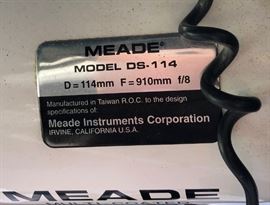 MEADE®
MODEL DS-114
D=114mm F=910mm f/8
Manufactured in Taiwan R.O.C. to the design
specifications of:
Meade Instruments Corporation
IRVINE, CALIFORNIA U.S.A.
MEADE